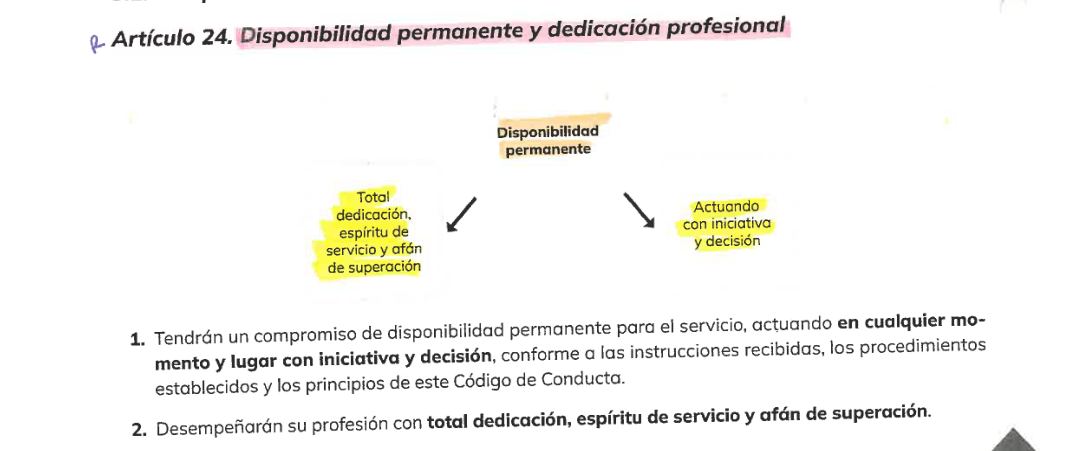 Artículo 24. Disponibilidad permanente y dedicación profesional
Disponibilidad
permanente
Total
dedicación,
espíritu de
servicio y afán
de superación
Actuando
con iniciativa
y decisión
1. Tendrán un compromiso de disponibilidad permanente para el servicio, actuando en cualquier mo-
mento y lugar con iniciativa y decisión, conforme a las instrucciones recibidas, los procedimientos
establecidos y los principios de este Código de Conducta.
2. Desempeñarán su profesión con total dedicación, espíritu de servicio y afán de superación.